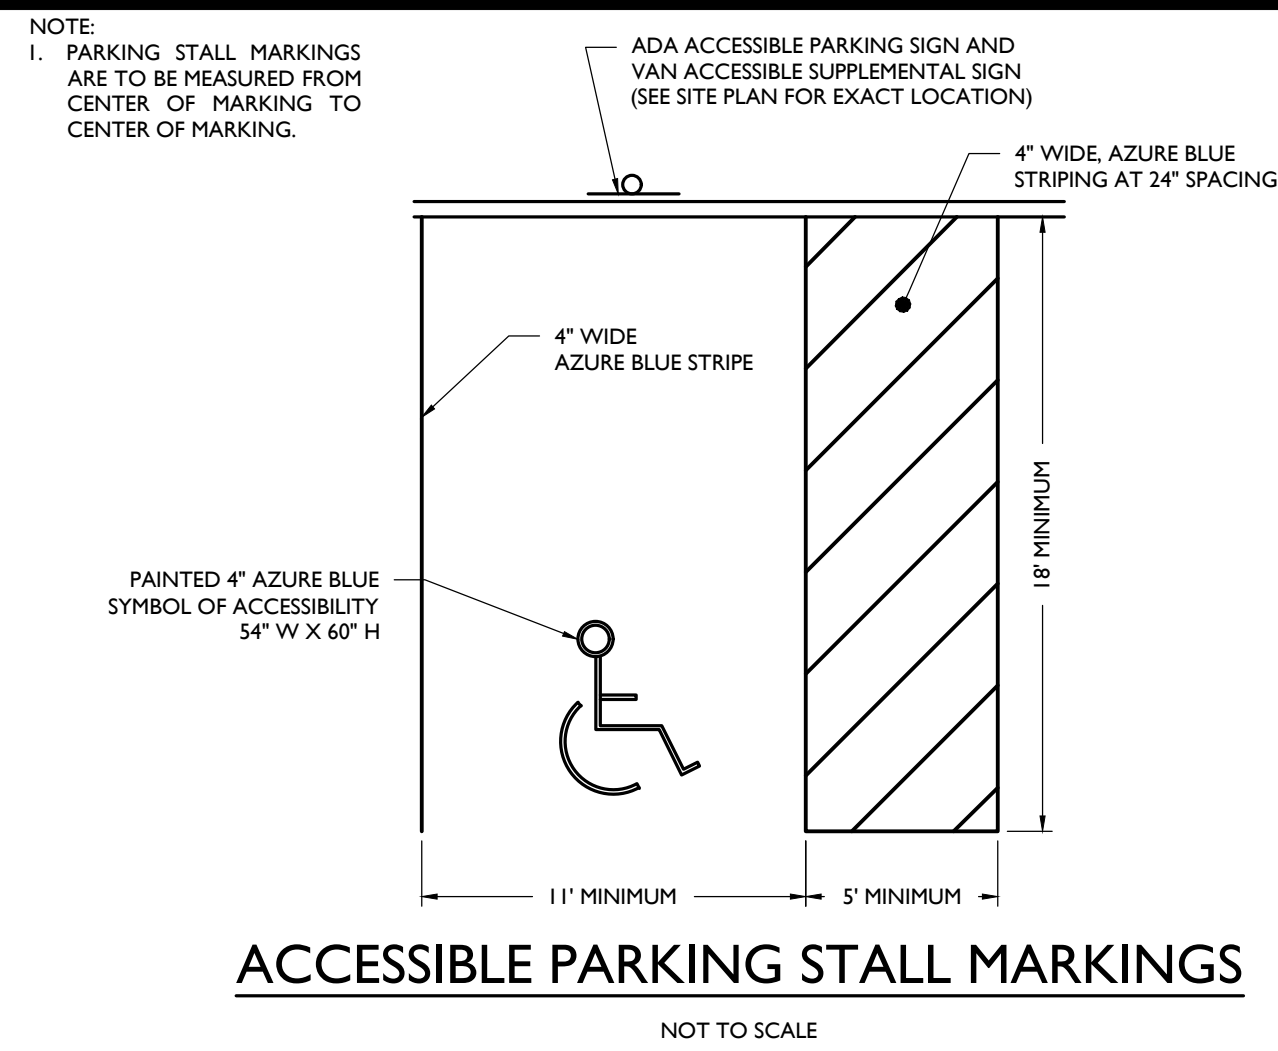 NOTE:
1. PARKING STALL MARKINGS
ARE TO BE MEASURED FROM
CENTER OF MARKING TO
CENTER OF MARKING.
ADA ACCESSIBLE PARKING SIGN AND
VAN ACCESSIBLE SUPPLEMENTAL SIGN
(SEE SITE PLAN FOR EXACT LOCATION)
4" WIDE, AZURE BLUE
STRIPING AT 24" SPACING
4" WIDE
AZURE BLUE STRIPE
18' MINIMUM
PAINTED 4" AZURE BLUE
SYMBOL OF ACCESSIBILITY
54" W X 60" H
11' MINIMUM
5' MINIMUM
ACCESSIBLE PARKING STALL MARKINGS
NOT TO SCALE